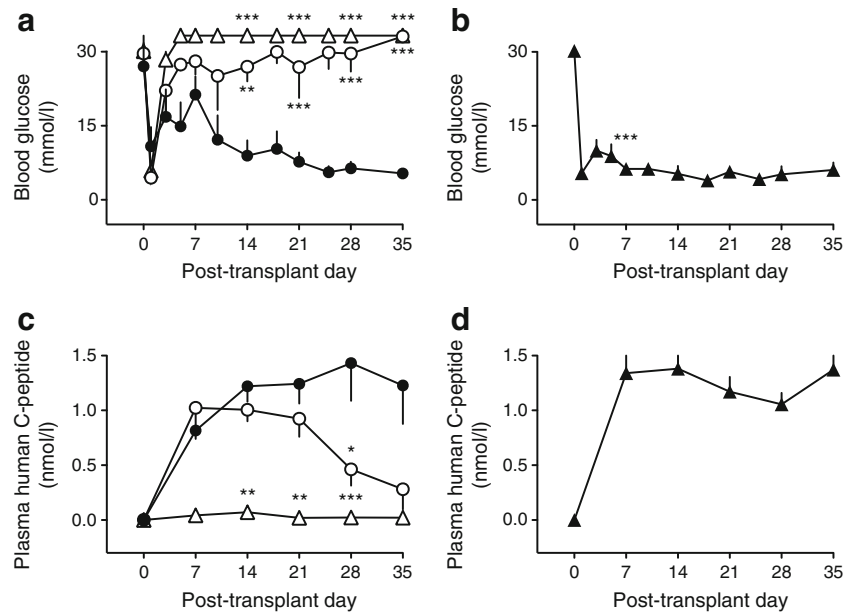 a
*** *** *** ***
***
** *** ***
30
15
0
Blood glucose
(mmol/l)
0 7 14 21 28 35
Post-transplant day
b
***
30
15
0
Blood glucose
(mmol/l)
0 7 14 21 28 35
Post-transplant day
c
1.5
1.0
0.5
0.0
Plasma human C-peptide
(nmol/l)
*
** ** ***
0 7 14 21 28 35
Post-transplant day
d
1.5
1.0
0.5
0.0
Plasma human C-peptide
(nmol/l)
0 7 14 21 28 35
Post-transplant day